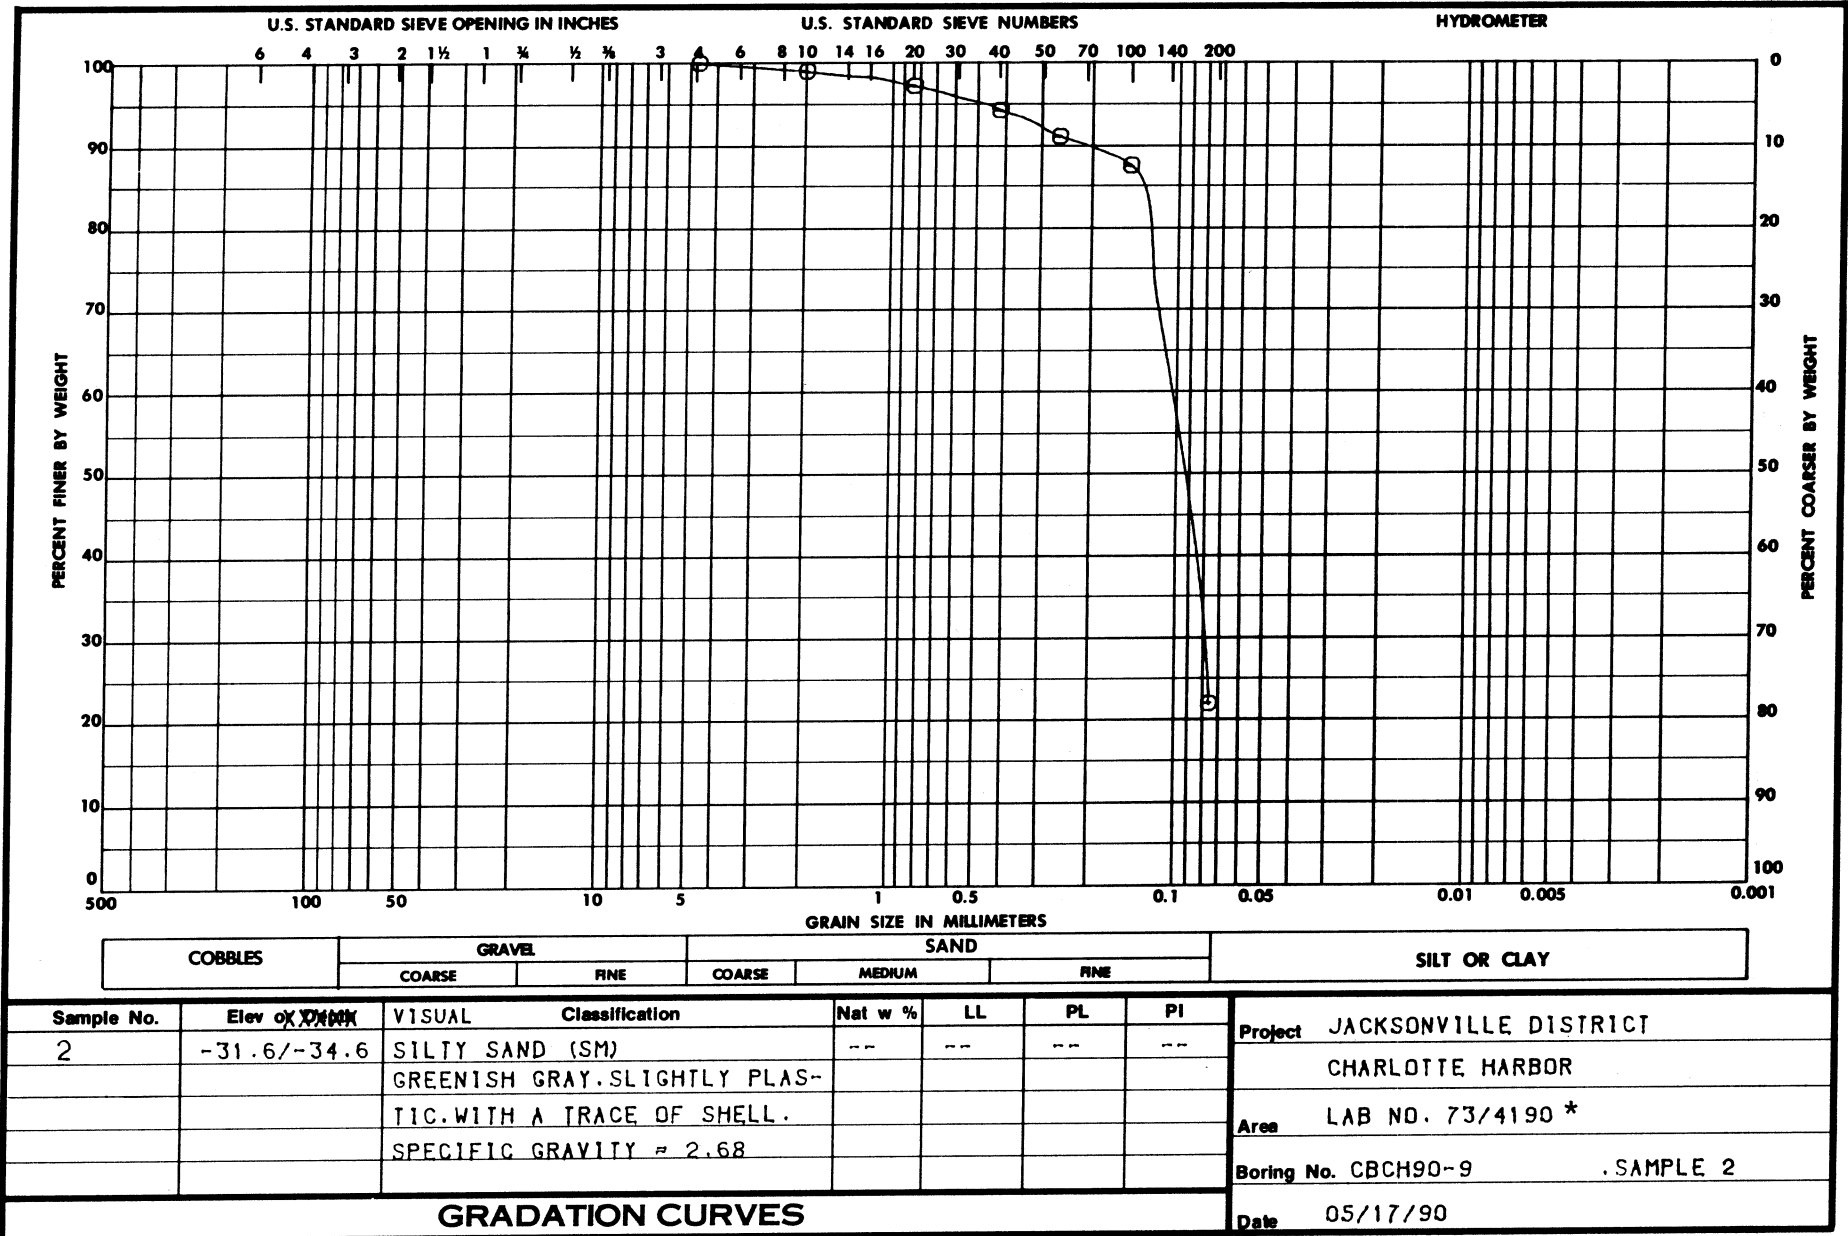 U.S. STANDARD SIEVE OPENING IN INCHES U.S. STANDARD SIEVE NUMBERS HYDROMETER
6 4 3 2 1½ 1 ¾ ½ ⅜ 3 4 6 8 10 14 16 20 30 40 50 70 100 140 200
100 0
90 10
80 20
70 30
60 40
50 50
40 60
30 70
20 80
10 90
0 100
PERCENT FINER BY WEIGHT
PERCENT COARSER BY WEIGHT
500 100 50 10 5 1 0.5 0.1 0.05 0.01 0.005 0.001
GRAIN SIZE IN MILLIMETERS
COBBLES GRAVEL SAND SILT OR CLAY
COARSE FINE COARSE MEDIUM FINE
Sample No. Elev VISUAL Classification Nat w % LL PL PI
2 -31.6/-34.6 SILTY SAND (SM) -- -- -- --
GREENISH GRAY.SLIGHTLY PLAS-
TIC.WITH A TRACE OF SHELL.
SPECIFIC GRAVITY = 2.68
Project JACKSONVILLE DISTRICT
CHARLOTTE HARBOR
Area LAB NO. 73/4190 *
Boring No. CBCH90-9 .SAMPLE 2
Date 05/17/90
GRADATION CURVES